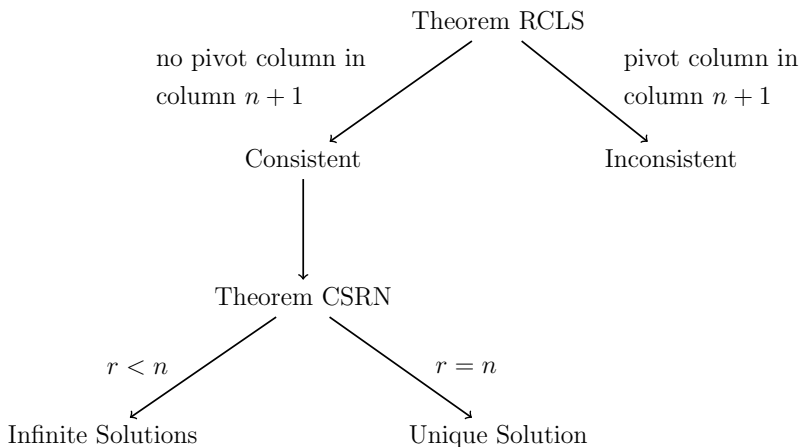 Theorem RCLS
no pivot column in
column n + 1
pivot column in
column n + 1
Consistent
Inconsistent
Theorem CSRN
r < n
r = n
Infinite Solutions
Unique Solution